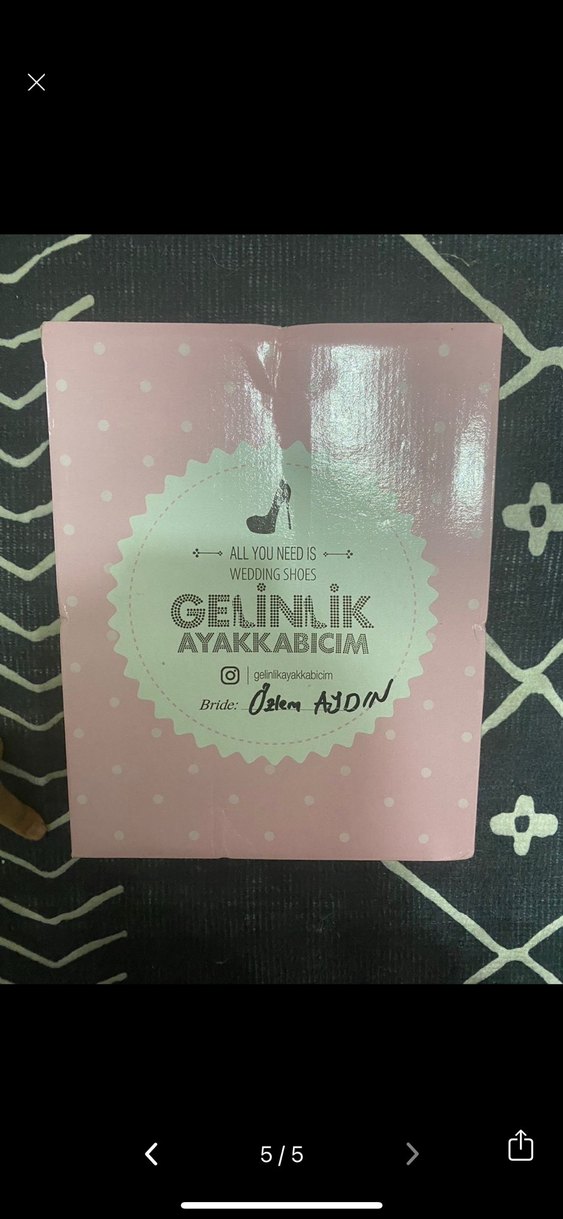 ALL YOU NEED IS
WEDDING SHOES
GELİNLİK
AYAKKABICIM
gelinlikayakkabicim
Bride: Özlem AYDIN
5/5